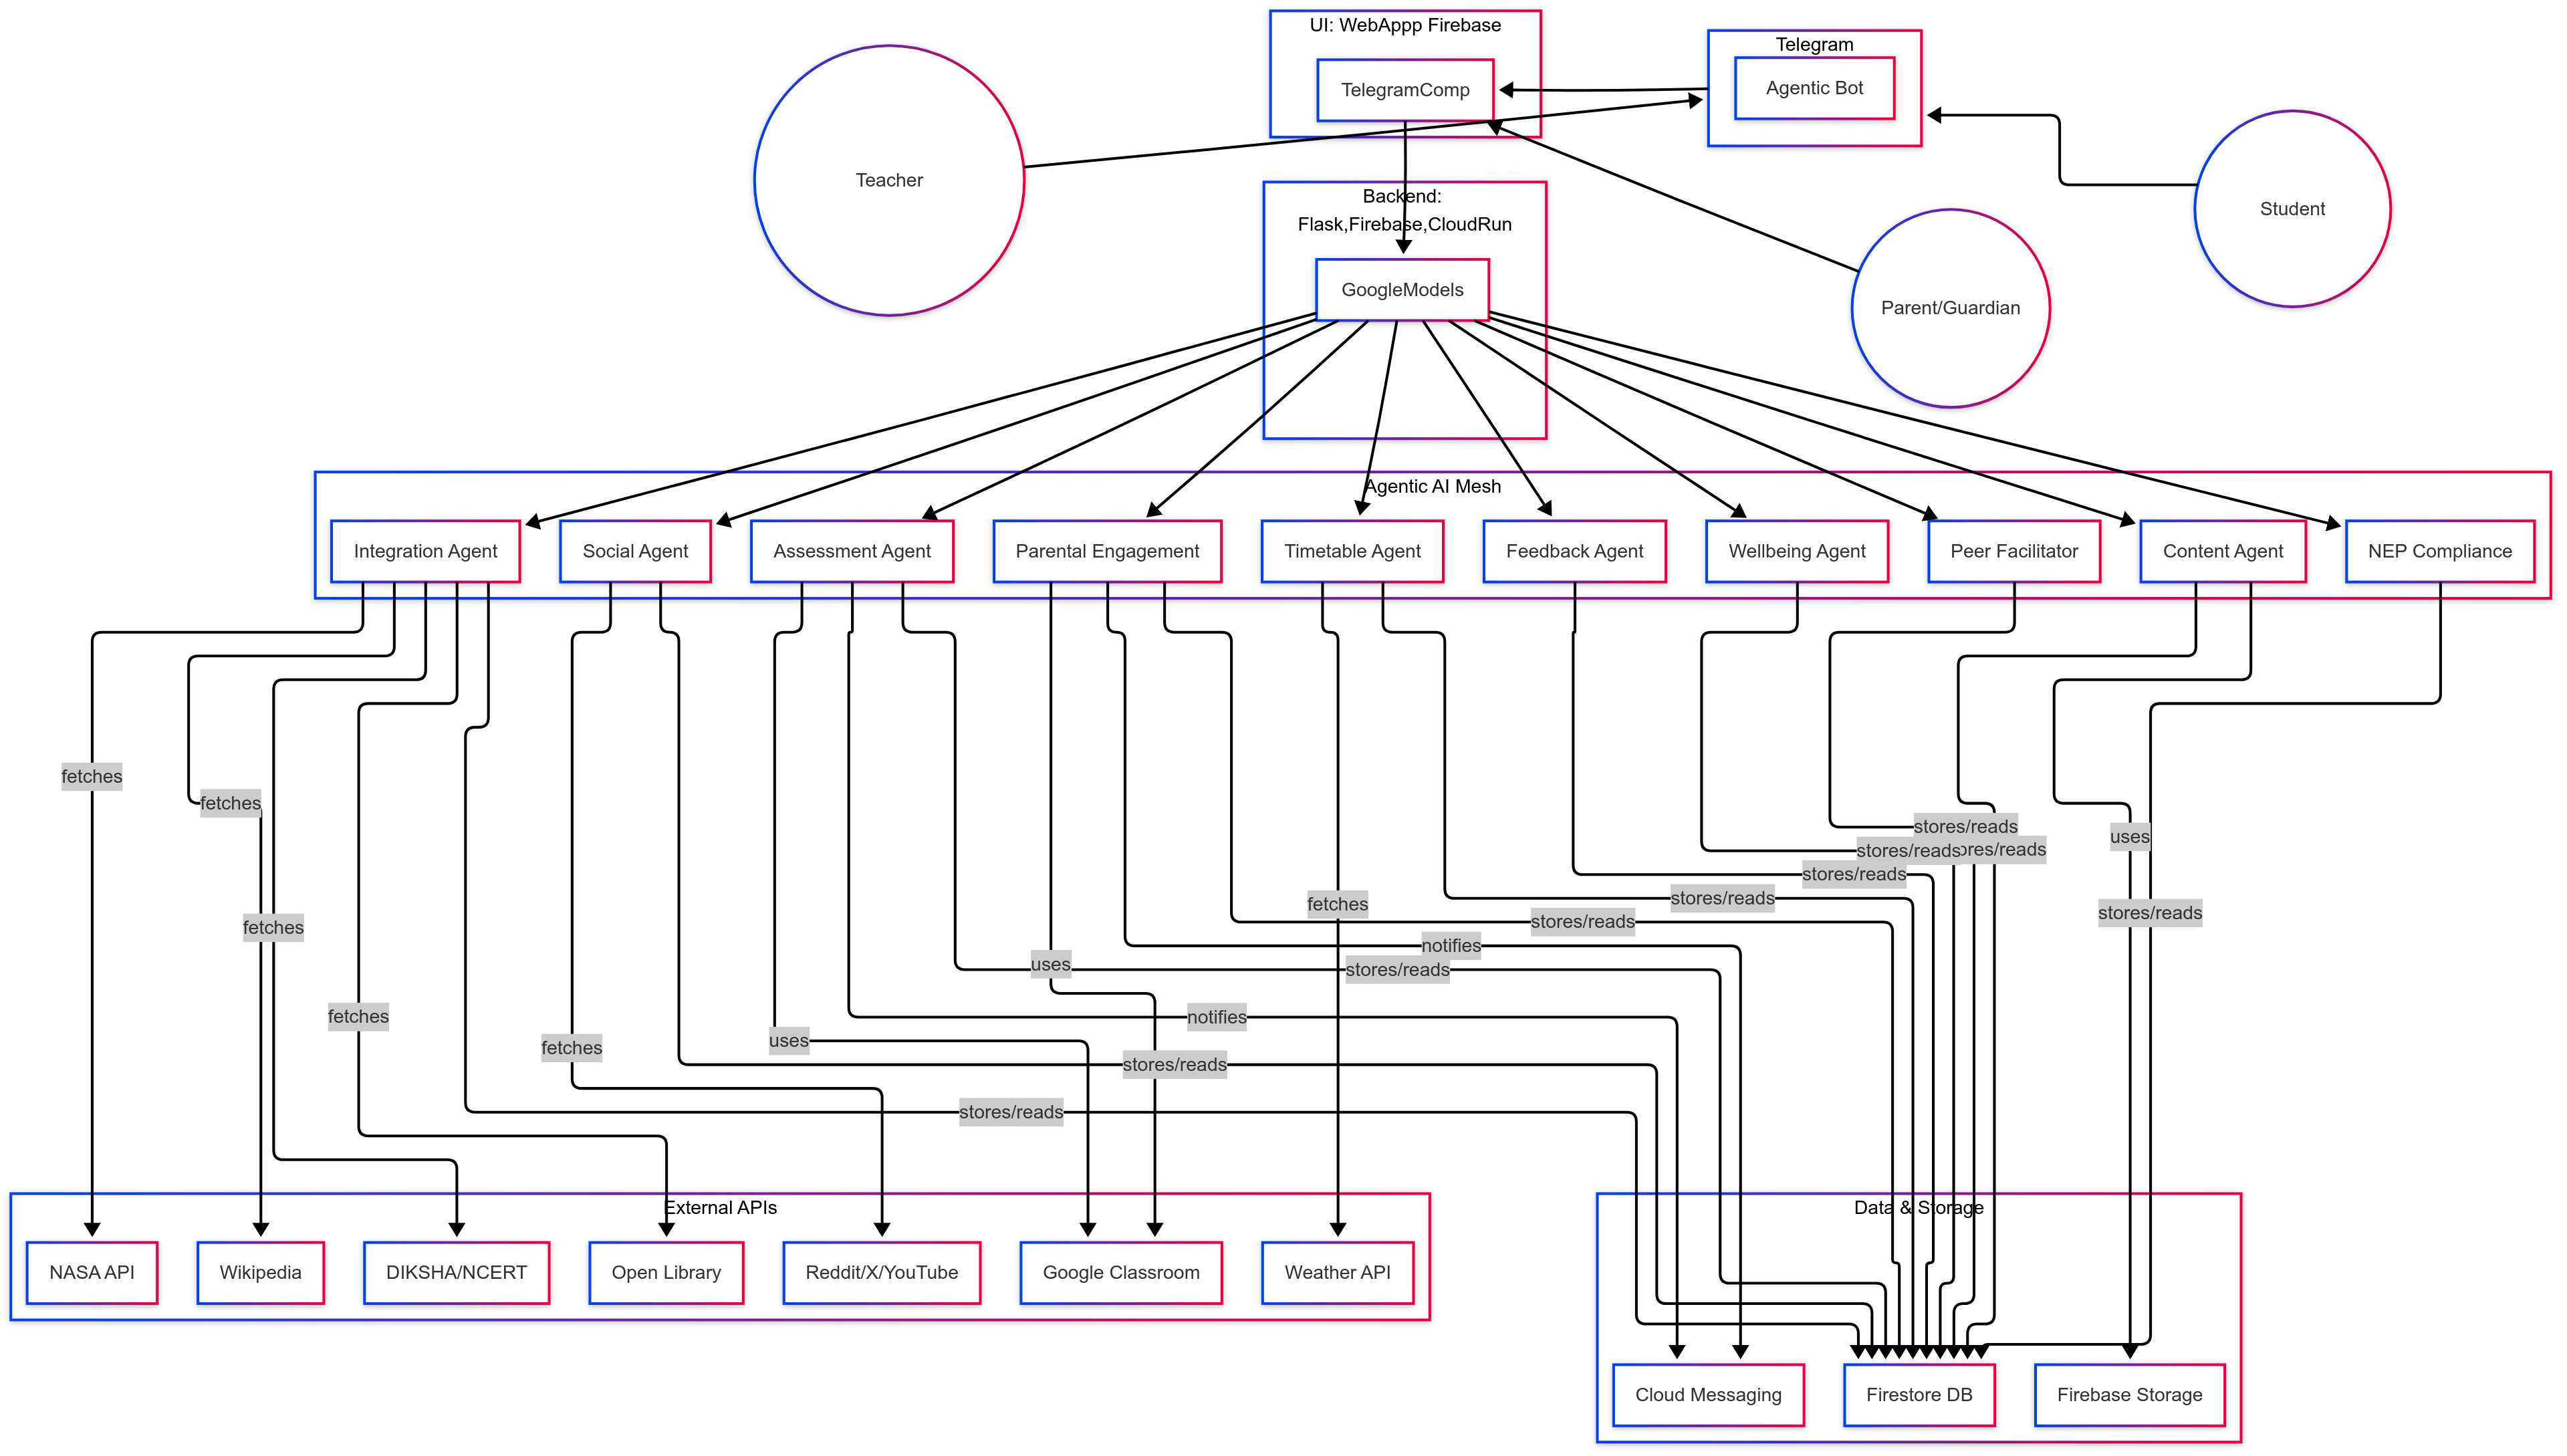 UI: WebAppp Firebase
TelegramComp
Telegram
Agentic Bot
Teacher
Student
Parent/Guardian
Backend:
Flask,Firebase,CloudRun
GoogleModels
Agentic AI Mesh
Integration Agent
Social Agent
Assessment Agent
Parental Engagement
Timetable Agent
Feedback Agent
Wellbeing Agent
Peer Facilitator
Content Agent
NEP Compliance
fetches
fetches
stores/reads
uses
stores/reads
ores/reads
stores/reads
stores/reads
fetches
stores/reads
stores/reads
fetches
notifies
uses
stores/reads
fetches
notifies
uses
fetches
stores/reads
stores/reads
External APIs
NASA API
Wikipedia
DIKSHA/NCERT
Open Library
Reddit/X/YouTube
Google Classroom
Weather API
Data & Storage
Cloud Messaging
Firestore DB
Firebase Storage